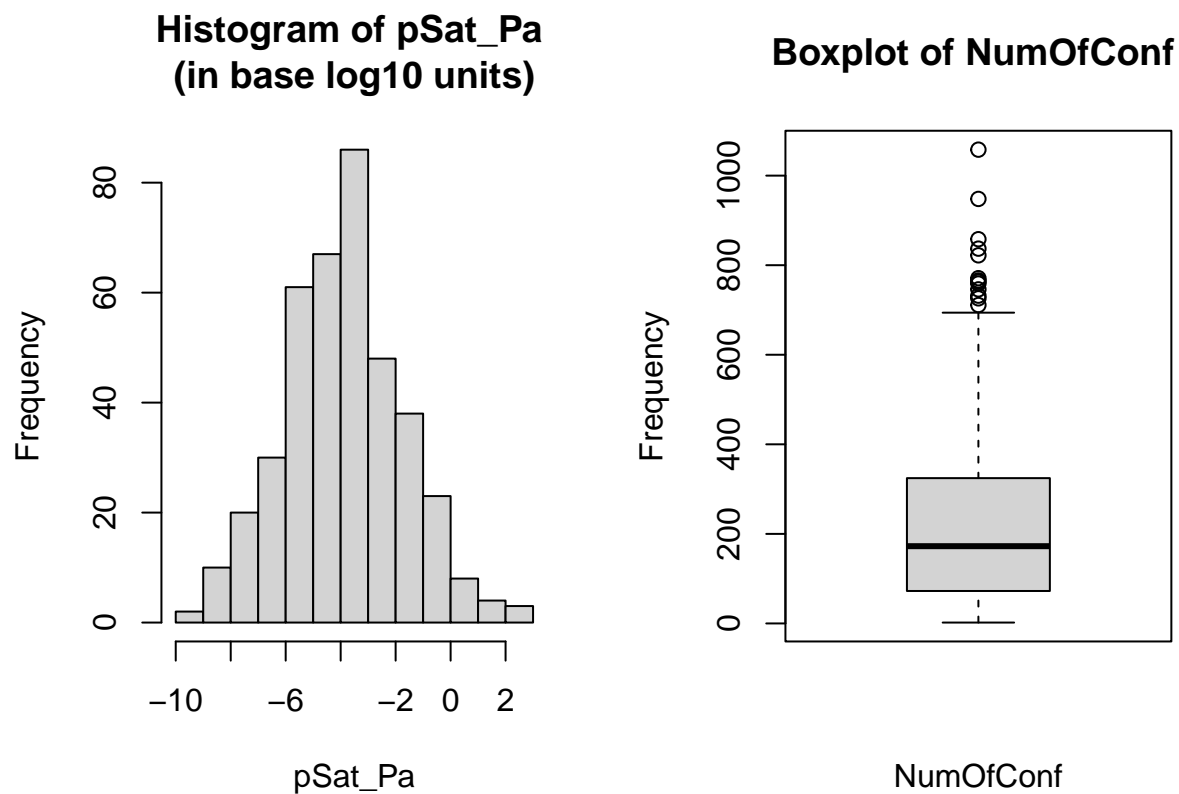 Histogram of pSat_Pa
(in base log10 units)
Frequency
80
60
40
20
0
−10 −6 −2 0 2
pSat_Pa
Boxplot of NumOfConf
Frequency
1000
800
600
400
200
0
NumOfConf